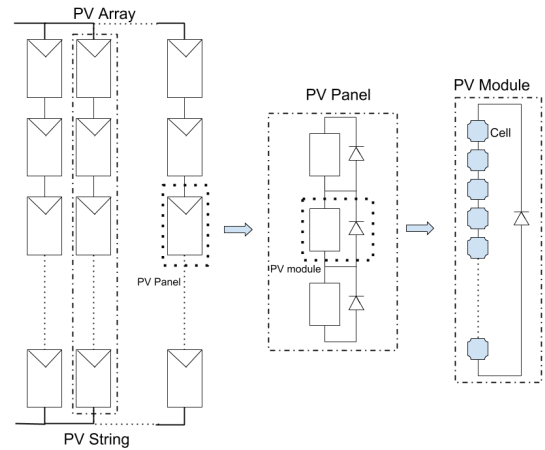 PV Array
PV Panel
PV Module
Cell
PV module
PV Panel
PV String